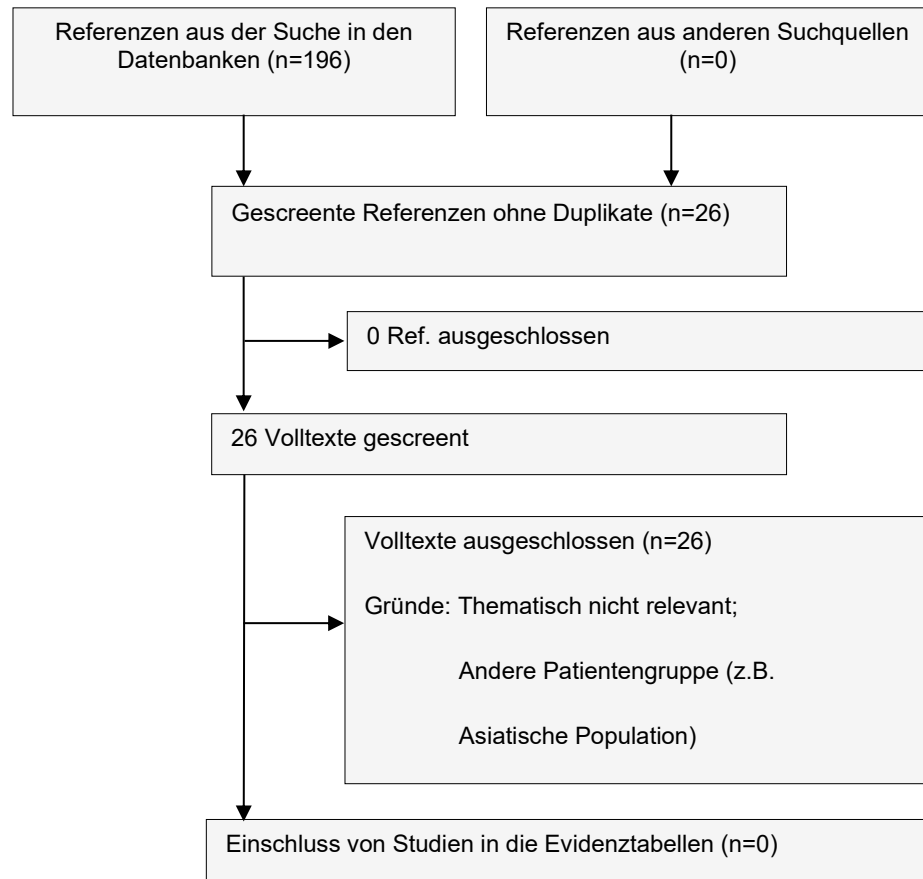 Referenzen aus der Suche in den
Datenbanken (n=196)
Referenzen aus anderen Suchquellen
(n=0)
Gescreente Referenzen ohne Duplikate (n=26)
0 Ref. ausgeschlossen
26 Volltexte gescreent
Volltexte ausgeschlossen (n=26)
Gründe: Thematisch nicht relevant;
Andere Patientengruppe (z.B.
Asiatische Population)
Einschluss von Studien in die Evidenztabellen (n=0)